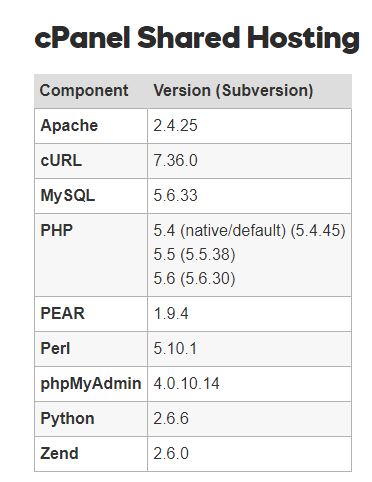 cPanel Shared Hosting
Component Version (Subversion)
Apache 2.4.25
cURL 7.36.0
MySQL 5.6.33
PHP 5.4 (native/default) (5.4.45)
5.5 (5.5.38)
5.6 (5.6.30)
PEAR 1.9.4
Perl 5.10.1
phpMyAdmin 4.0.10.14
Python 2.6.6
Zend 2.6.0